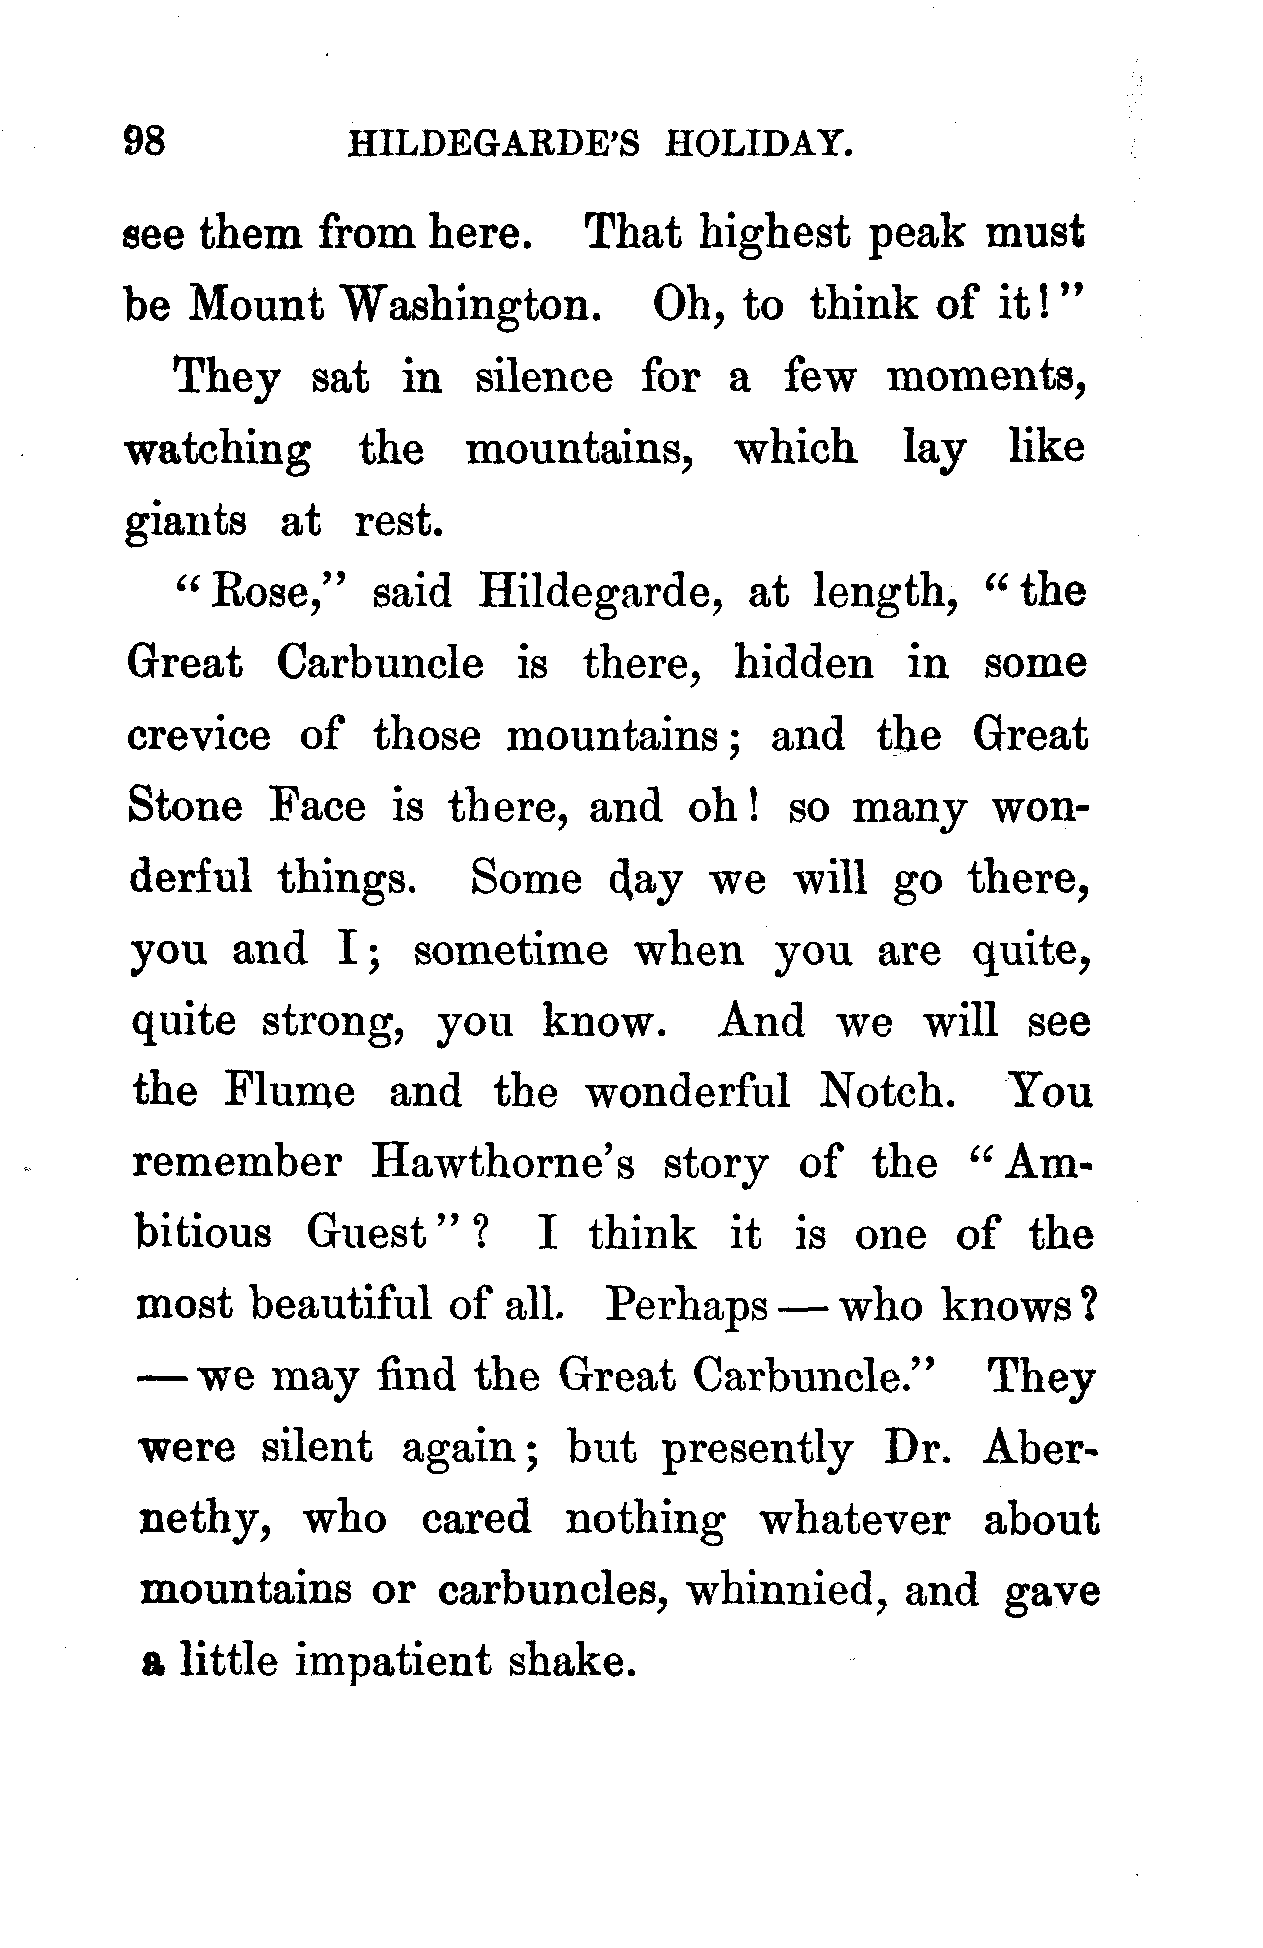 98 HILDEGARDE'S HOLIDAY.
see them from here. That highest peak must
be Mount Washington. Oh, to think of it!"
They sat in silence for a few moments,
watching the mountains, which lay like
giants at rest.
"Rose," said Hildegarde, at length, "the
Great Carbuncle is there, hidden in some
crevice of those mountains; and the Great
Stone Face is there, and oh! so many won-
derful things. Some day we will go there,
you and I; sometime when you are quite,
quite strong, you know. And we will see
the Flume and the wonderful Notch. You
remember Hawthorne's story of the "Am-
bitious Guest"? I think it is one of the
most beautiful of all. Perhaps — who knows?
— we may find the Great Carbuncle." They
were silent again; but presently Dr. Aber-
nethy, who cared nothing whatever about
mountains or carbuncles, whinnied, and gave
a little impatient shake.